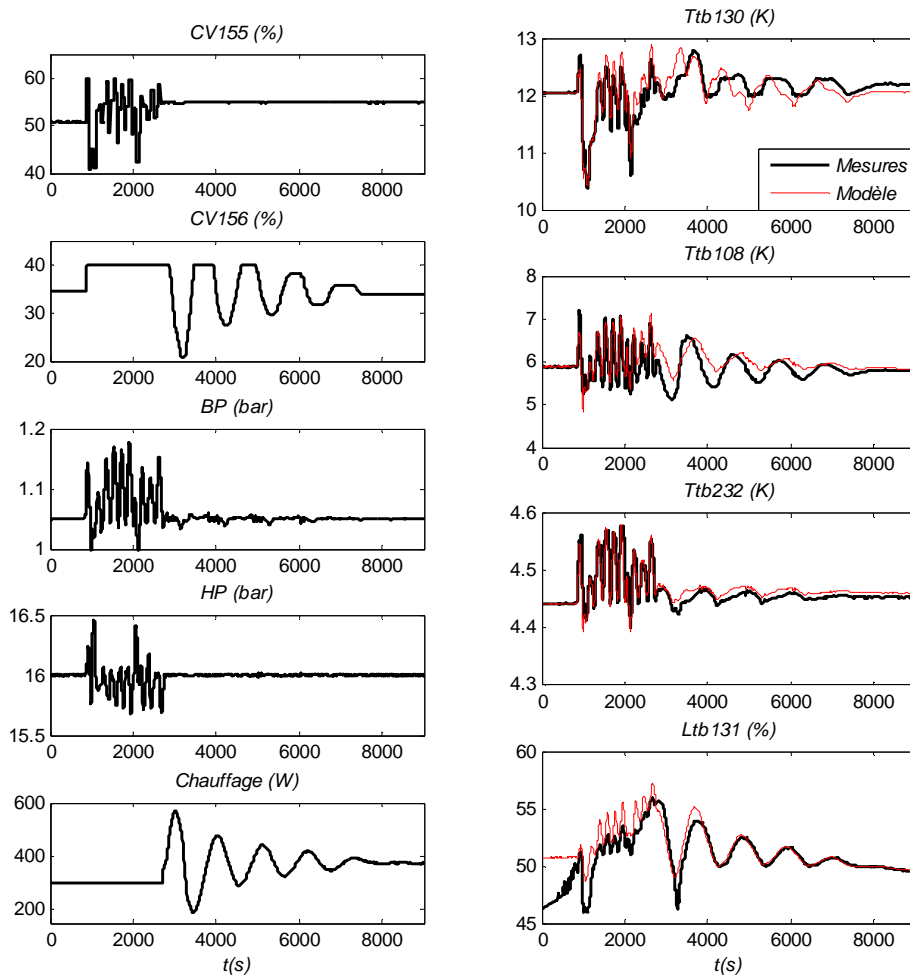 CV155 (%)
60
50
40
0 2000 4000 6000 8000
CV156 (%)
40
30
20
0 2000 4000 6000 8000
BP (bar)
1.2
1.1
1
0 2000 4000 6000 8000
HP (bar)
16.5
16
15.5
0 2000 4000 6000 8000
Chauffage (W)
600
400
200
0 2000 4000 6000 8000
t(s)
Ttb130 (K)
13
12
11
10
0 2000 4000 6000 8000
Mesures
Modèle
Ttb108 (K)
8
7
6
5
4
0 2000 4000 6000 8000
Ttb232 (K)
4.6
4.5
4.4
4.3
0 2000 4000 6000 8000
Ltb131 (%)
60
55
50
45
0 2000 4000 6000 8000
t(s)